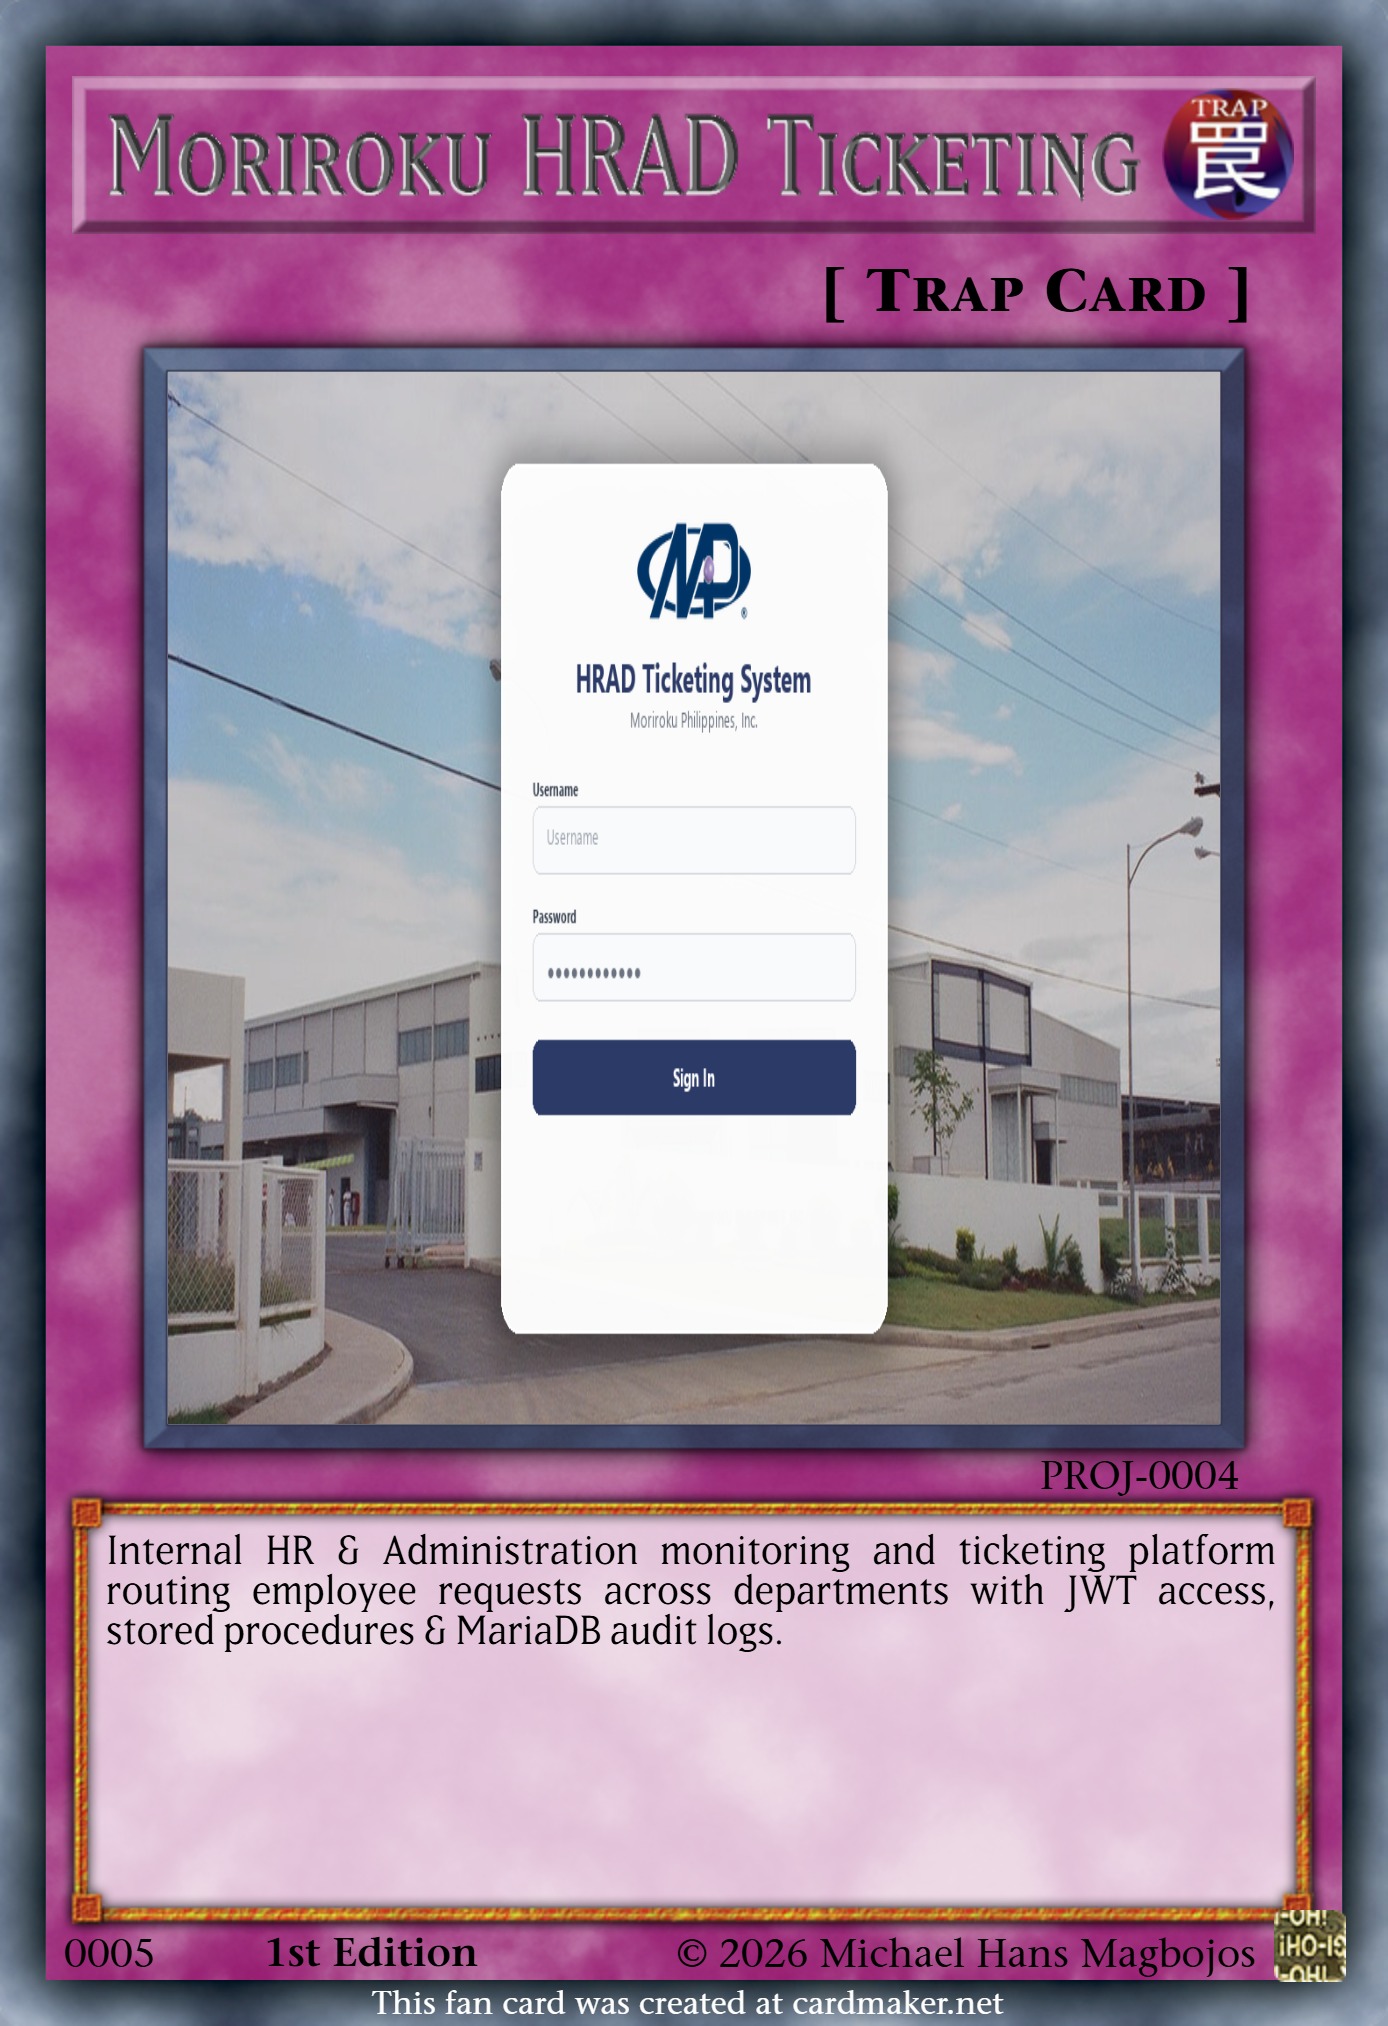 Moriroku HRAD Ticketing
TRAP
罠
[ Trap Card ]
MP
®
HRAD Ticketing System
Moriroku Philippines, Inc.
Username
Username
Password
••••••••••••
Sign In
PROJ-0004
Internal HR & Administration monitoring and ticketing platform
routing employee requests across departments with JWT access,
stored procedures & MariaDB audit logs.
0005 1st Edition © 2026 Michael Hans Magbojos
This fan card was created at cardmaker.net